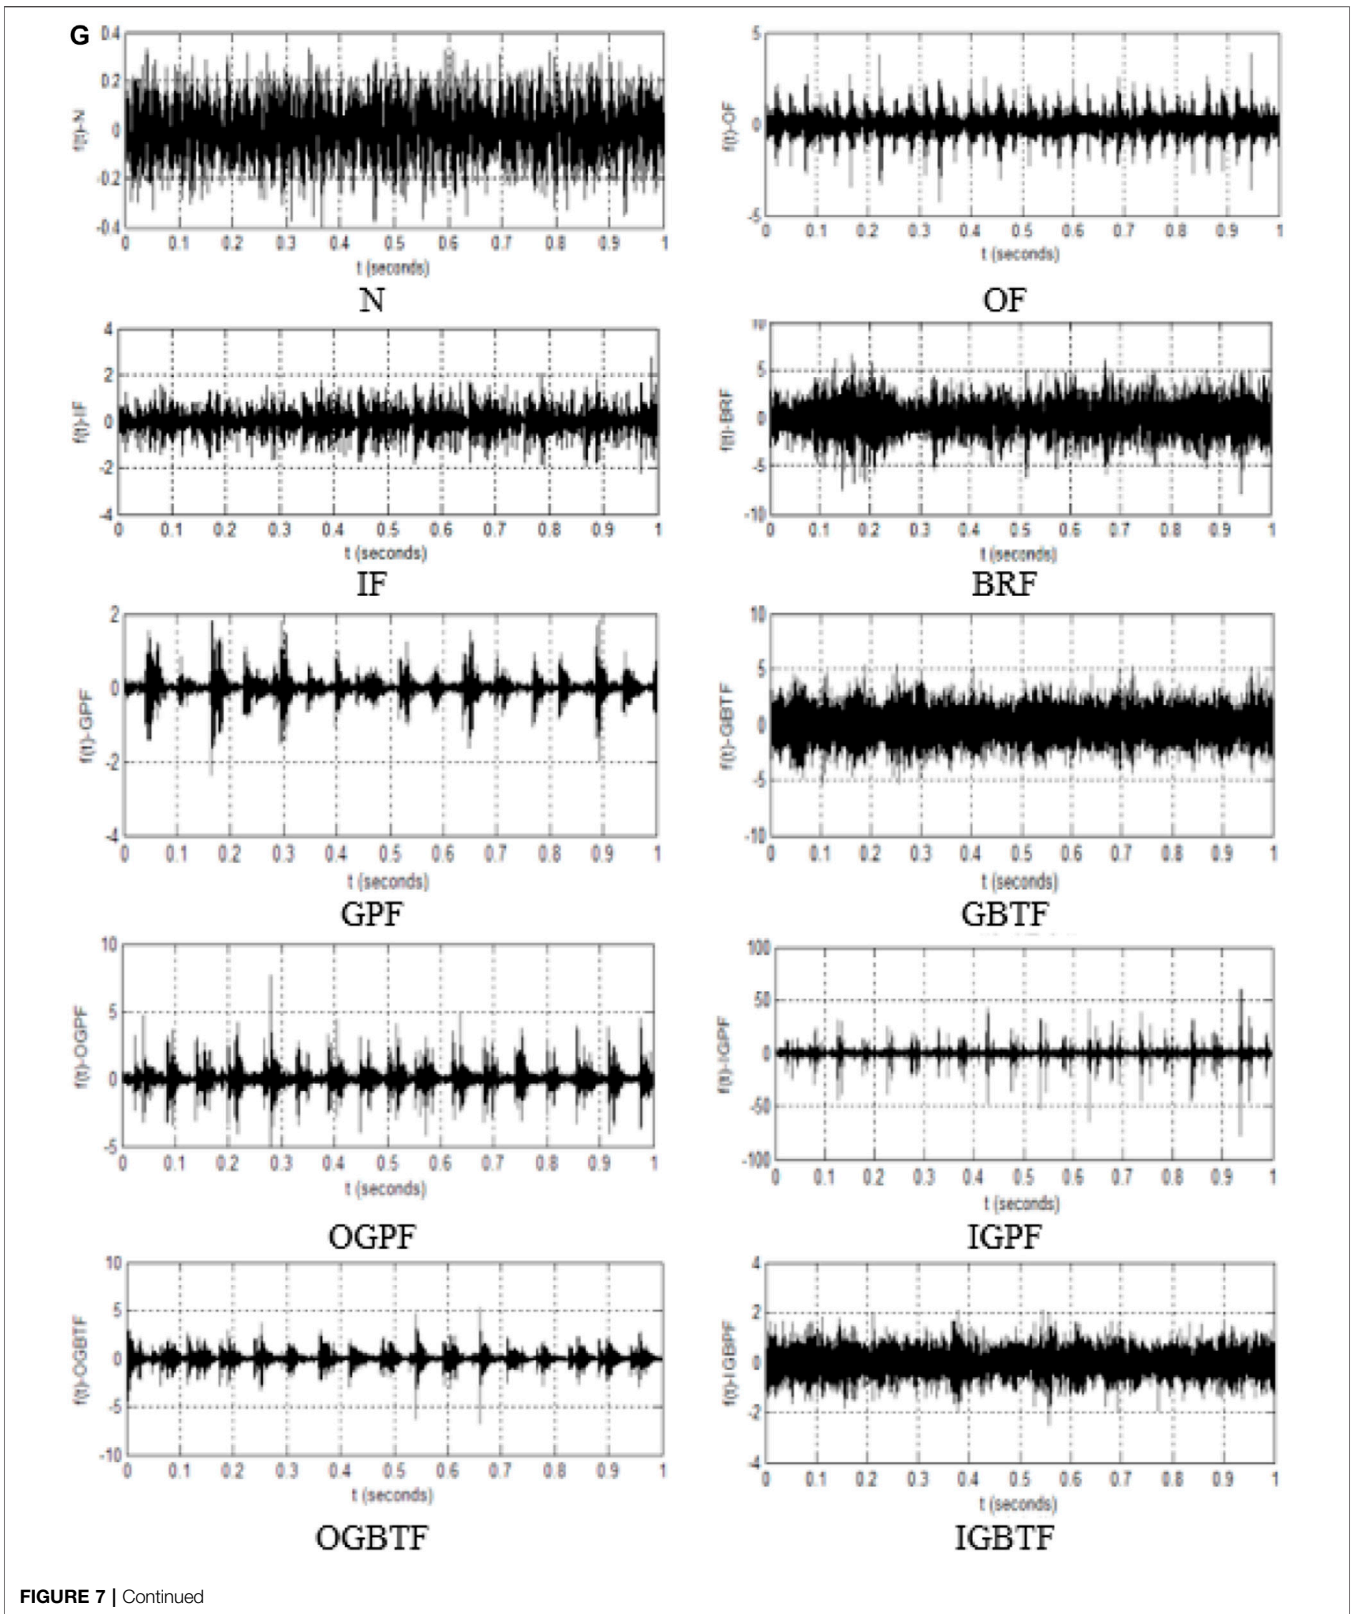 G
0.4
0.2
0
-0.2
-0.4
f(t)-N
0 0.1 0.2 0.3 0.4 0.5 0.6 0.7 0.8 0.9 1
t (seconds)
N
5
0
-5
f(t)-OF
0 0.1 0.2 0.3 0.4 0.5 0.6 0.7 0.8 0.9 1
t (seconds)
OF
4
2
0
-2
-4
f(t)-IF
0 0.1 0.2 0.3 0.4 0.5 0.6 0.7 0.8 0.9 1
t (seconds)
IF
10
5
0
-5
-10
f(t)-BRF
0 0.1 0.2 0.3 0.4 0.5 0.6 0.7 0.8 0.9 1
t (seconds)
BRF
2
0
-2
-4
f(t)-GPF
0 0.1 0.2 0.3 0.4 0.5 0.6 0.7 0.8 0.9 1
t (seconds)
GPF
10
5
0
-5
-10
f(t)-GBTF
0 0.1 0.2 0.3 0.4 0.5 0.6 0.7 0.8 0.9 1
t (seconds)
GBTF
10
5
0
-5
f(t)-OGPF
0 0.1 0.2 0.3 0.4 0.5 0.6 0.7 0.8 0.9 1
t (seconds)
OGPF
100
50
0
-50
-100
f(t)-IGPF
0 0.1 0.2 0.3 0.4 0.5 0.6 0.7 0.8 0.9 1
t (seconds)
IGPF
10
5
0
-5
-10
f(t)-OGBTF
0 0.1 0.2 0.3 0.4 0.5 0.6 0.7 0.8 0.9 1
t (seconds)
OGBTF
4
2
0
-2
-4
f(t)-IGBPF
0 0.1 0.2 0.3 0.4 0.5 0.6 0.7 0.8 0.9 1
t (seconds)
IGBTF
FIGURE 7 | Continued